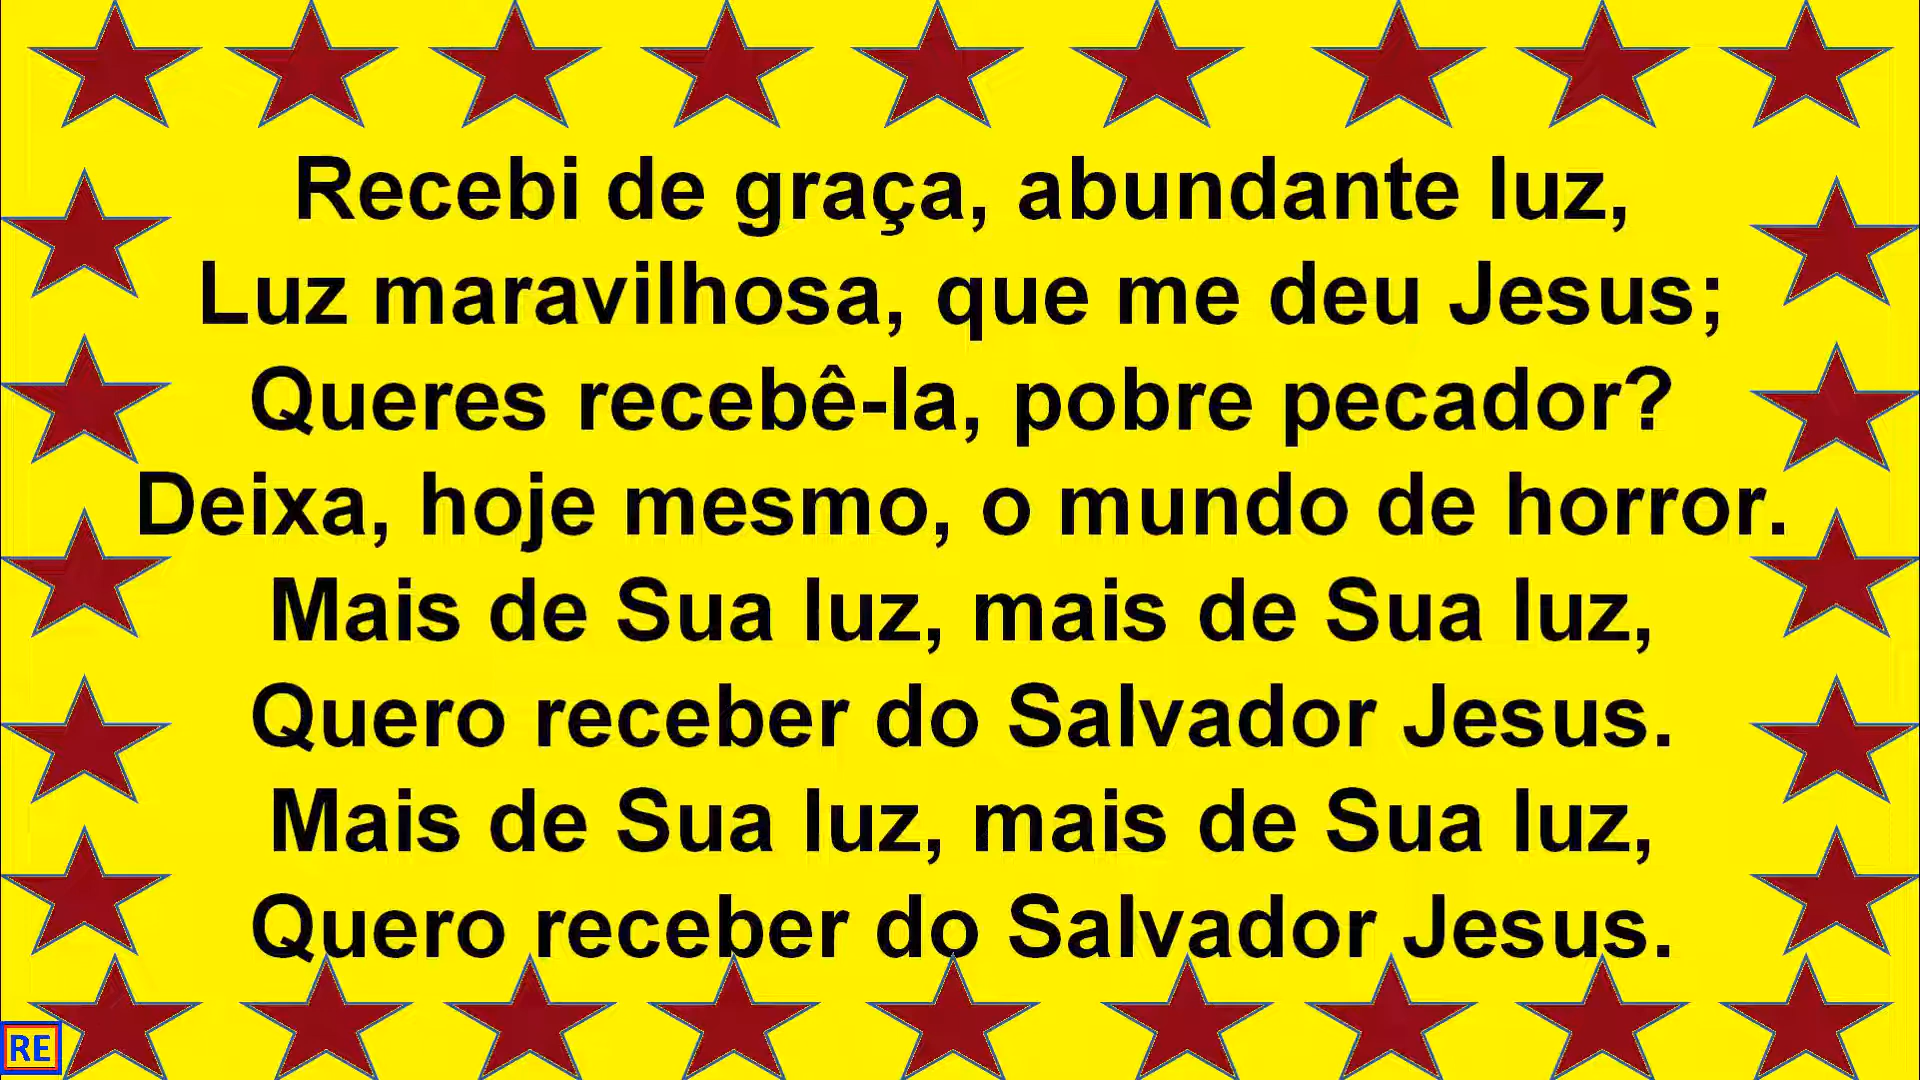 Recebi de graça, abundante luz,
Luz maravilhosa, que me deu Jesus;
Queres recebê-la, pobre pecador?
Deixa, hoje mesmo, o mundo de horror.
Mais de Sua luz, mais de Sua luz,
Quero receber do Salvador Jesus.
Mais de Sua luz, mais de Sua luz,
Quero receber do Salvador Jesus.
RE